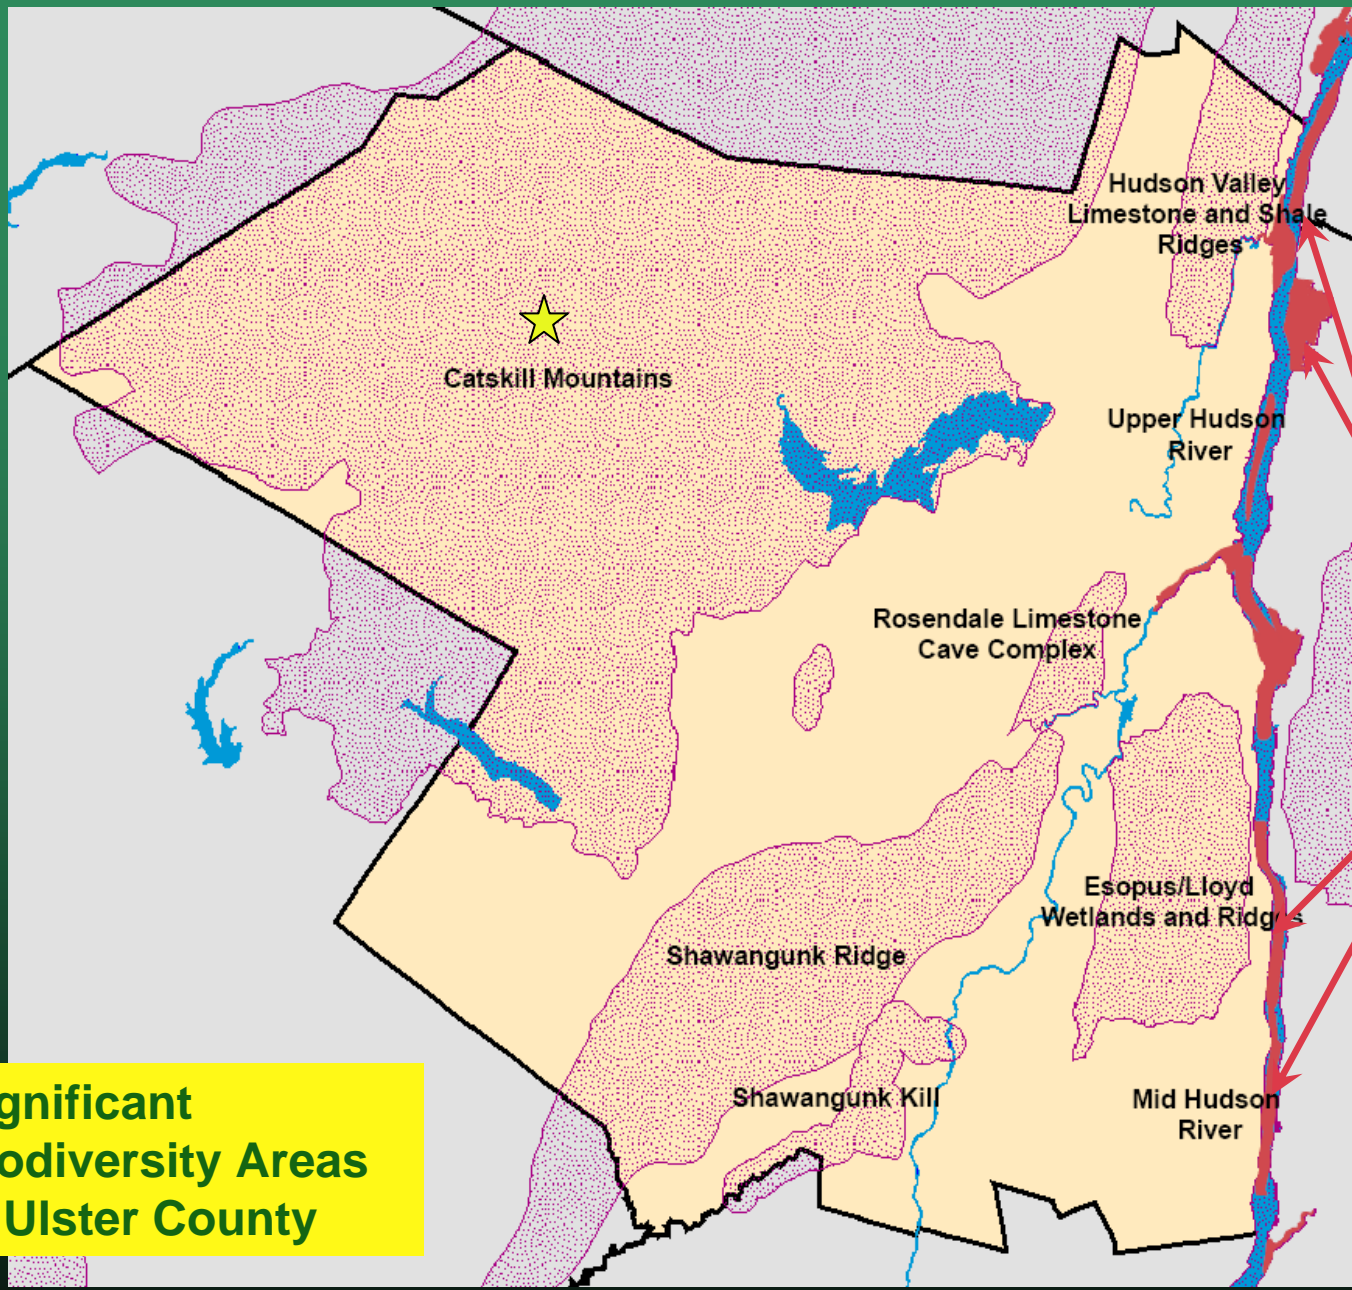 Hudson Valley
Limestone and Shale
Ridges
Catskill Mountains
Upper Hudson
River
Rosendale Limestone
Cave Complex
Esopus/Lloyd
Wetlands and Ridges
Shawangunk Ridge
Shawangunk Kill
Mid Hudson
River
gnificant
odiversity Areas
Ulster County